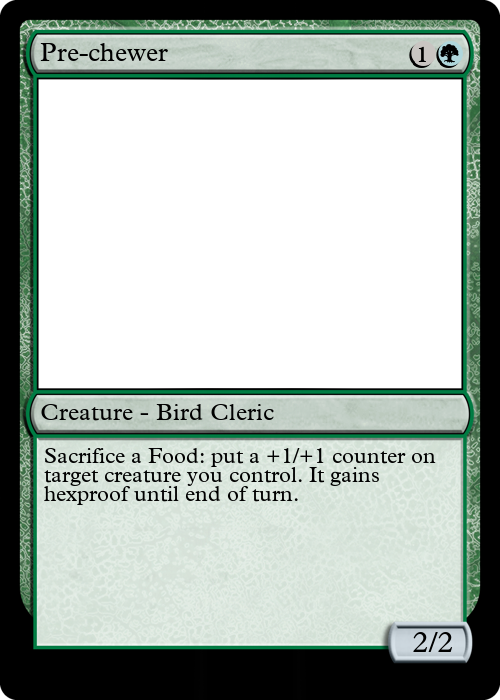 Pre-chewer 1
Creature - Bird Cleric
Sacrifice a Food: put a +1/+1 counter on
target creature you control. It gains
hexproof until end of turn.
2/2